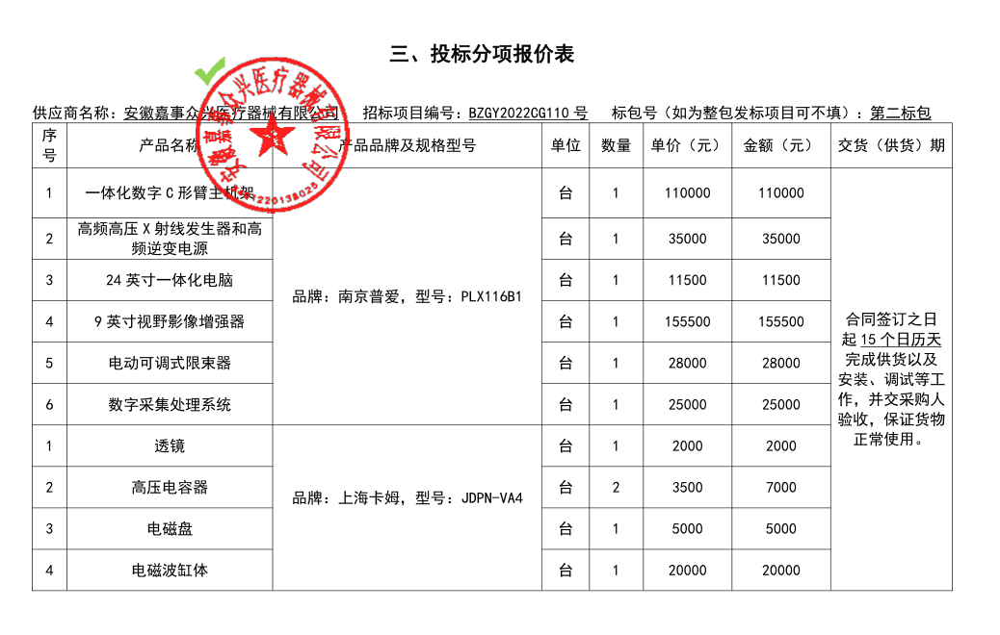 三、投标分项报价表
供应商名称：安徽嘉事众兴医疗器械有限公司 招标项目编号：BZGY2022CG110 号 标包号（如为整包发标项目可不填）：第二标包
序号 产品名称 产品品牌及规格型号 单位 数量 单价（元） 金额（元） 交货（供货）期
1 一体化数字 C 形臂主机架 台 1 110000 110000
2 高频高压 X 射线发生器和高频逆变电源 台 1 35000 35000
3 24 英寸一体化电脑 台 1 11500 11500
品牌：南京普爱，型号：PLX116B1
4 9 英寸视野影像增强器 台 1 155500 155500
5 电动可调式限束器 台 1 28000 28000
6 数字采集处理系统 台 1 25000 25000
合同签订之日
起 15 个日历天
完成供货以及
安装、调试等工
作，并交采购人
验收，保证货物
正常使用。
1 透镜 台 1 2000 2000
2 高压电容器 台 2 3500 7000
品牌：上海卡姆，型号：JDPN-VA4
3 电磁盘 台 1 5000 5000
4 电磁波缸体 台 1 20000 20000
安徽嘉事众兴医疗器械有限公司